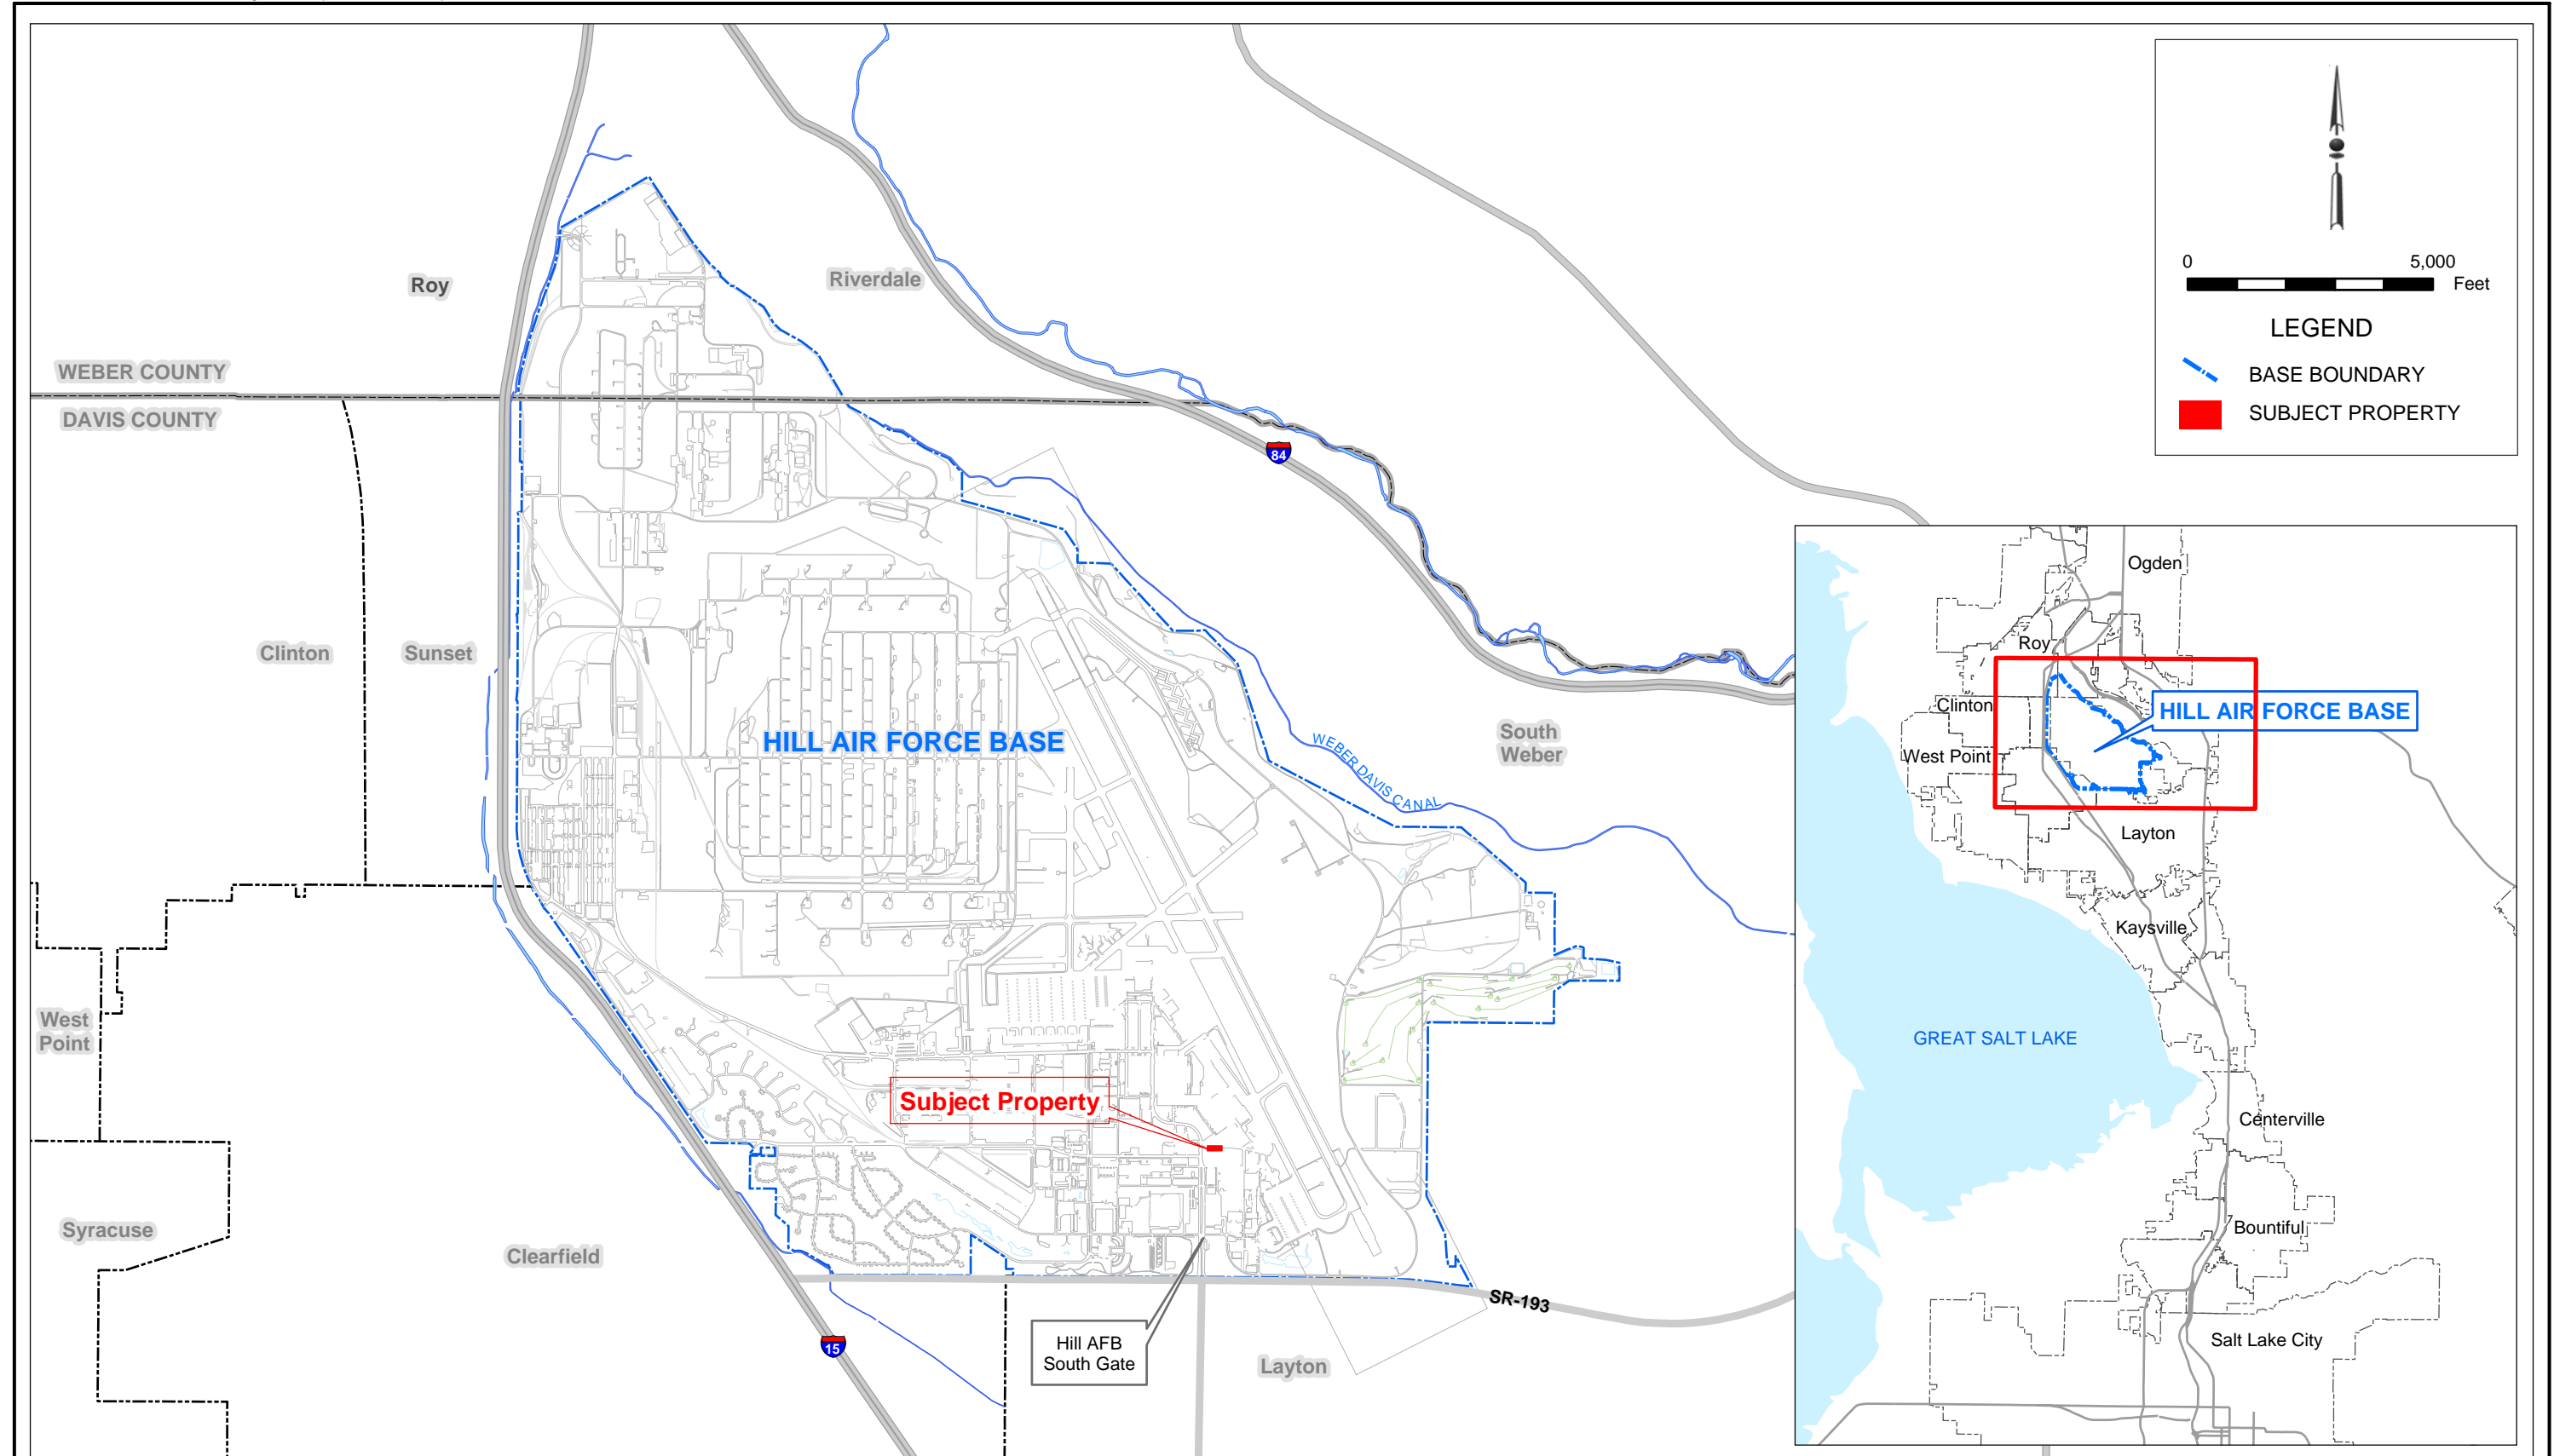 0 5,000
Feet
LEGEND
BASE BOUNDARY
SUBJECT PROPERTY
Roy
Riverdale
WEBER COUNTY
DAVIS COUNTY
84
Clinton
Sunset
HILL AIR FORCE BASE
WEBER DAVIS CANAL
South
Weber
West
Point
Subject Property
Syracuse
Clearfield
SR-193
15
Hill AFB
South Gate
Layton
Ogden
Roy
Clinton
HILL AIR FORCE BASE
West Point
Layton
Kaysville
GREAT SALT LAKE
Centerville
Bountiful
Salt Lake City